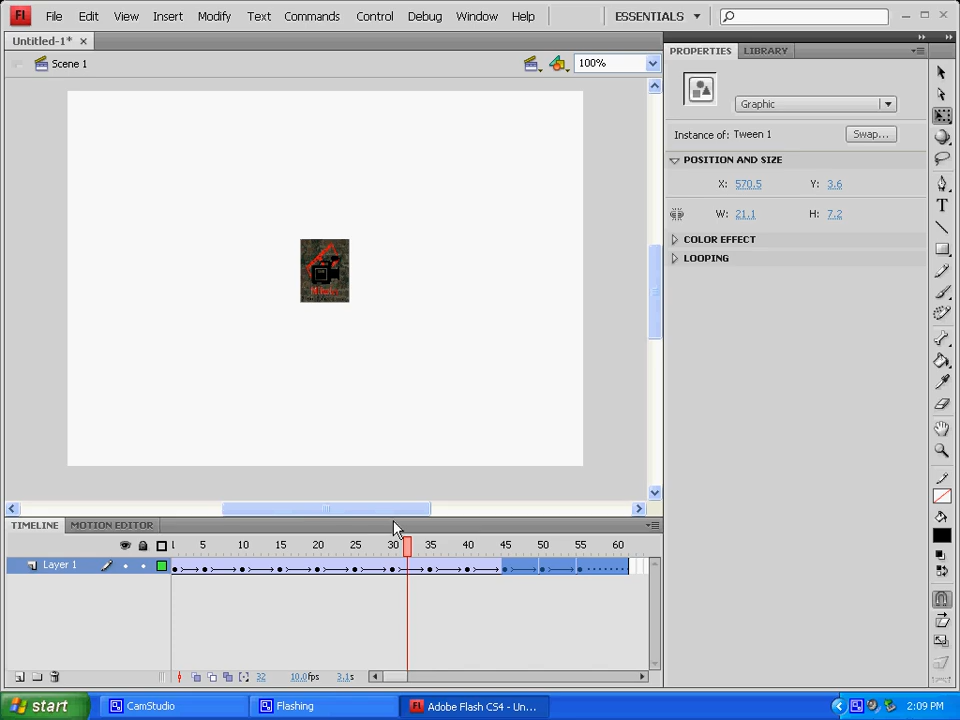 Fl File Edit View Insert Modify Text Commands Control Debug Window Help ESSENTIALS
Untitled-1*
Scene 1 100%
PROPERTIES LIBRARY
Graphic
Instance of: Tween 1 Swap...
POSITION AND SIZE
X: 570.5 Y: 3.6
W: 21.1 H: 7.2
COLOR EFFECT
LOOPING
TIMELINE MOTION EDITOR
5 10 15 20 25 30 35 40 45 50 55 60
Layer 1
32 10.0fps 3.1s
start CamStudio Flashing Adobe Flash CS4 - Un... 2:09 PM